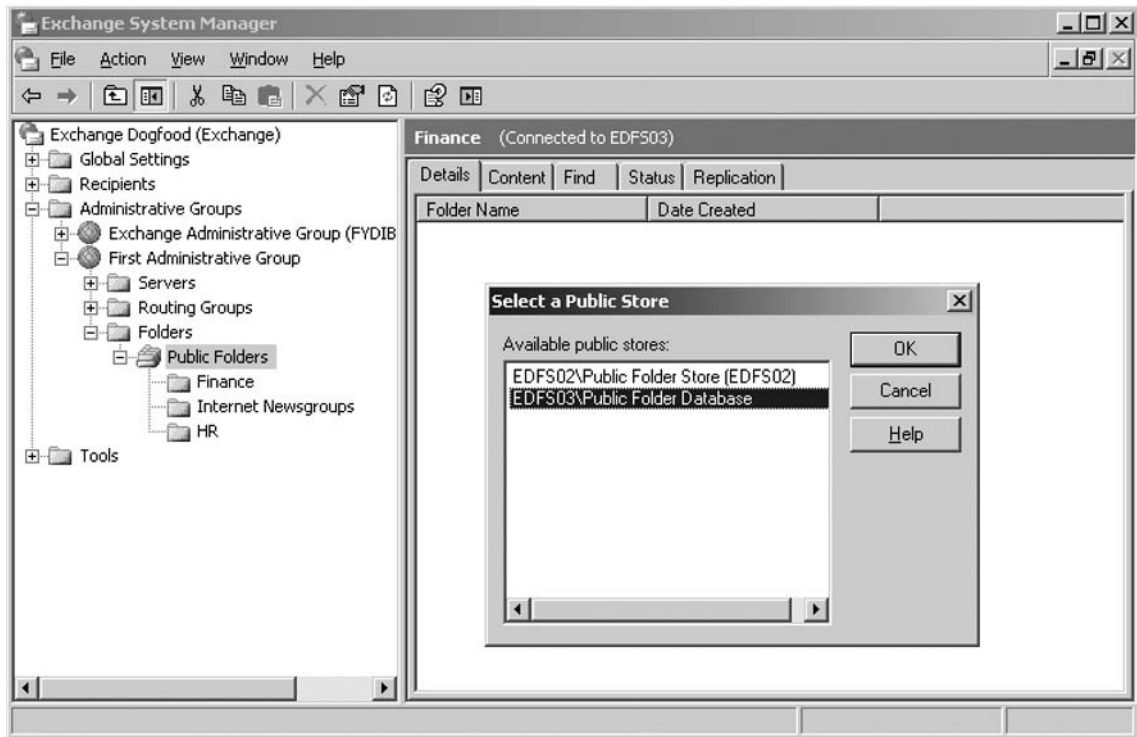 Exchange System Manager
File Action View Window Help
Exchange Dogfood (Exchange)
Global Settings
Recipients
Administrative Groups
Exchange Administrative Group (FYDIB
First Administrative Group
Servers
Routing Groups
Folders
Public Folders
Finance
Internet Newsgroups
HR
Tools
Finance (Connected to EDFS03)
Details Content Find Status Replication
Folder Name Date Created
Select a Public Store
Available public stores:
EDFS02\Public Folder Store (EDFS02)
EDFS03\Public Folder Database
OK
Cancel
Help